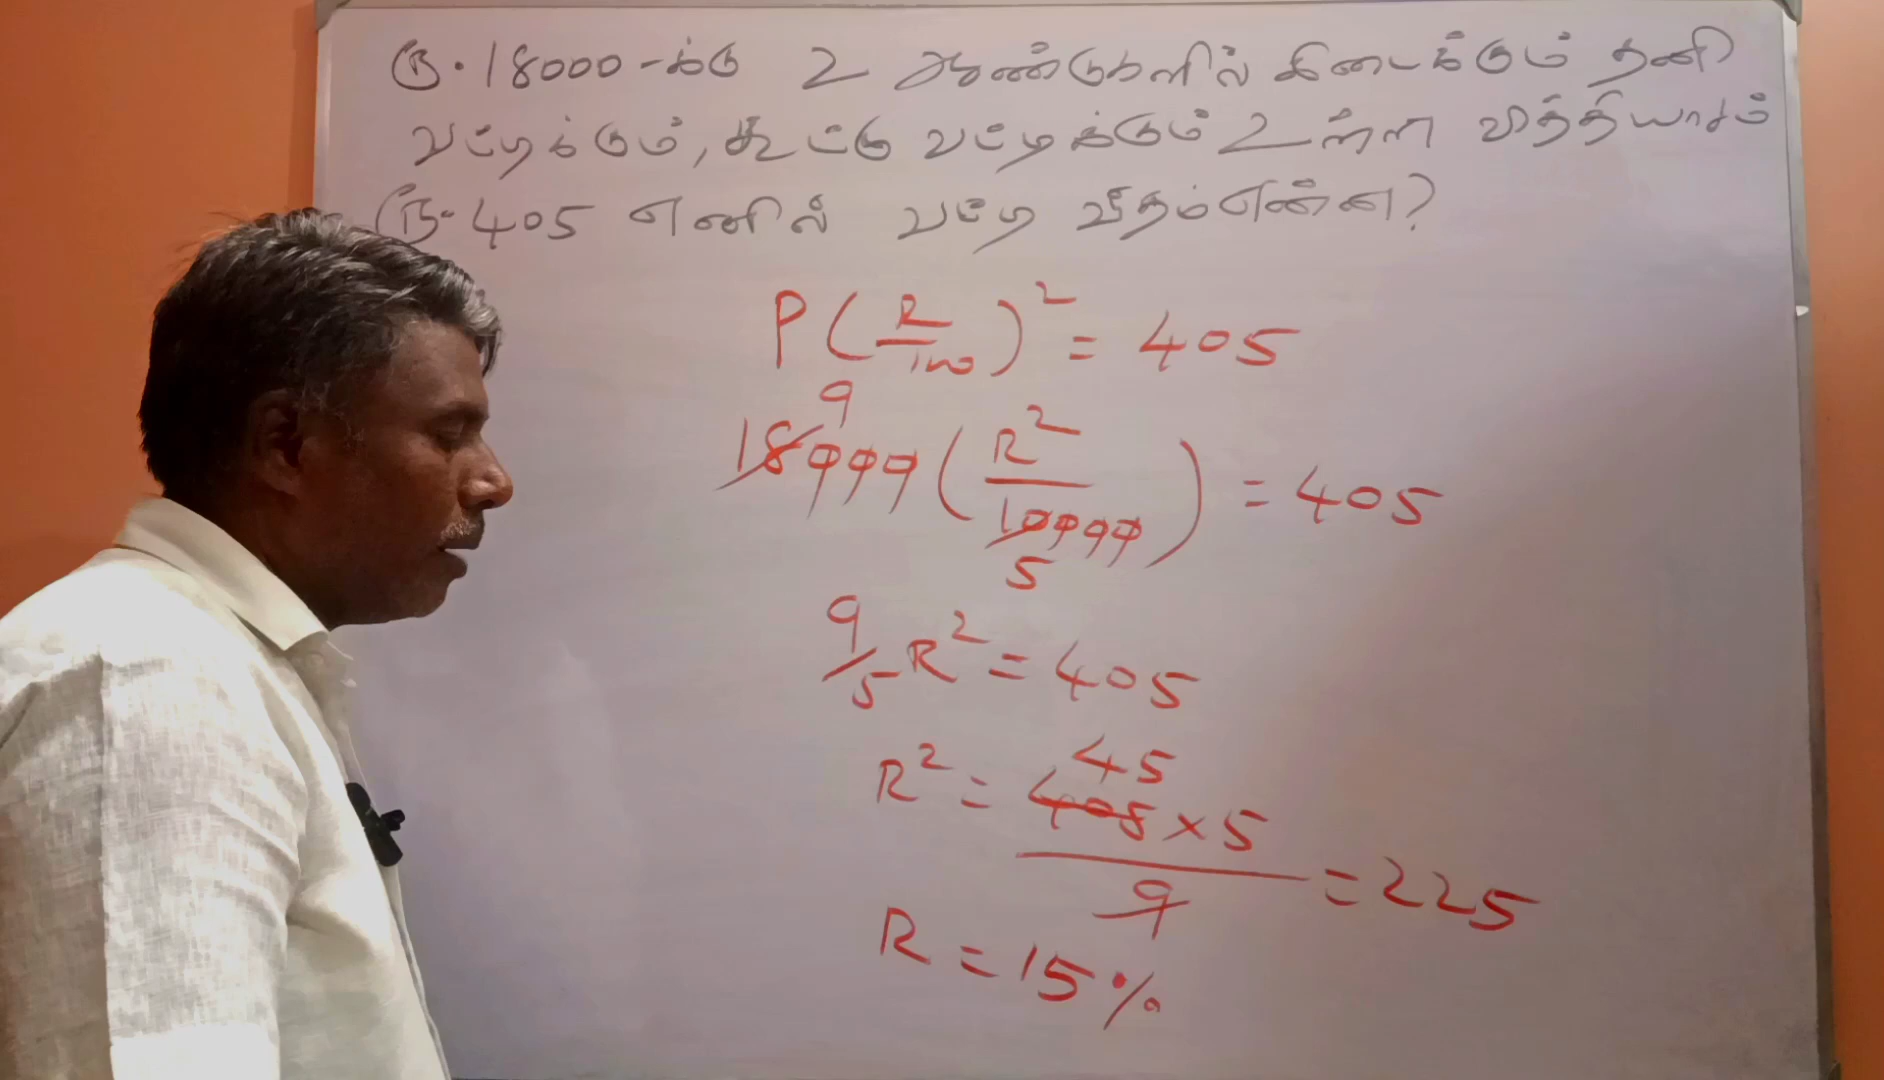 ரூ.18000-க்கு 2 ஆண்டுகளில் கிடைக்கும் தனி
வட்டிக்கும், கூட்டு வட்டிக்கும் உள்ள வித்தியாசம்
ரூ.405 எனில் வட்டி வீதம் என்ன?
P(R/100)² = 405
9
18000(R²/10000) = 405
5
9/5 R² = 405
45
R² = 405×5/9 = 225
R = 15%